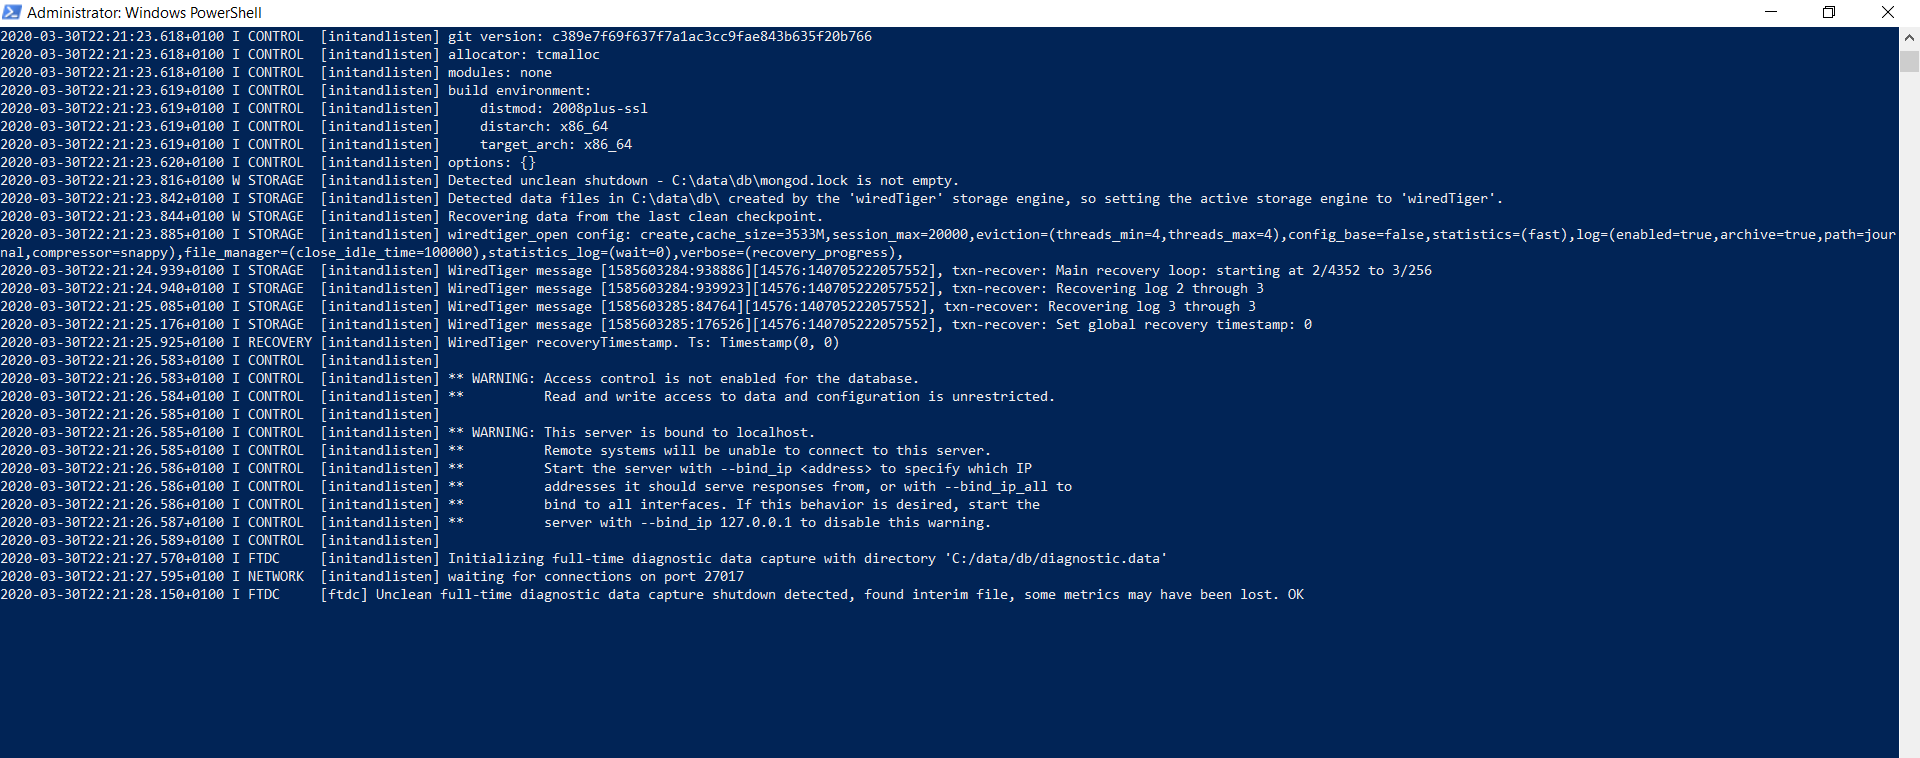 Administrator: Windows PowerShell
2020-03-30T22:21:23.618+0100 I CONTROL  [initandlisten] git version: c389e7f69f637f7a1ac3cc9fae843b635f20b766
2020-03-30T22:21:23.618+0100 I CONTROL  [initandlisten] allocator: tcmalloc
2020-03-30T22:21:23.618+0100 I CONTROL  [initandlisten] modules: none
2020-03-30T22:21:23.619+0100 I CONTROL  [initandlisten] build environment:
2020-03-30T22:21:23.619+0100 I CONTROL  [initandlisten]     distmod: 2008plus-ssl
2020-03-30T22:21:23.619+0100 I CONTROL  [initandlisten]     distarch: x86_64
2020-03-30T22:21:23.619+0100 I CONTROL  [initandlisten]     target_arch: x86_64
2020-03-30T22:21:23.620+0100 I CONTROL  [initandlisten] options: {}
2020-03-30T22:21:23.816+0100 W STORAGE  [initandlisten] Detected unclean shutdown - C:\data\db\mongod.lock is not empty.
2020-03-30T22:21:23.842+0100 I STORAGE  [initandlisten] Detected data files in C:\data\db\ created by the 'wiredTiger' storage engine, so setting the active storage engine to 'wiredTiger'.
2020-03-30T22:21:23.844+0100 W STORAGE  [initandlisten] Recovering data from the last clean checkpoint.
2020-03-30T22:21:23.885+0100 I STORAGE  [initandlisten] wiredtiger_open config: create,cache_size=3533M,session_max=20000,eviction=(threads_min=4,threads_max=4),config_base=false,statistics=(fast),log=(enabled=true,archive=true,path=jour
nal,compressor=snappy),file_manager=(close_idle_time=100000),statistics_log=(wait=0),verbose=(recovery_progress),
2020-03-30T22:21:24.939+0100 I STORAGE  [initandlisten] WiredTiger message [1585603284:938886][14576:140705222057552], txn-recover: Main recovery loop: starting at 2/4352 to 3/256
2020-03-30T22:21:24.940+0100 I STORAGE  [initandlisten] WiredTiger message [1585603284:939923][14576:140705222057552], txn-recover: Recovering log 2 through 3
2020-03-30T22:21:25.085+0100 I STORAGE  [initandlisten] WiredTiger message [1585603285:84764][14576:140705222057552], txn-recover: Recovering log 3 through 3
2020-03-30T22:21:25.176+0100 I STORAGE  [initandlisten] WiredTiger message [1585603285:176526][14576:140705222057552], txn-recover: Set global recovery timestamp: 0
2020-03-30T22:21:25.925+0100 I RECOVERY [initandlisten] WiredTiger recoveryTimestamp. Ts: Timestamp(0, 0)
2020-03-30T22:21:26.583+0100 I CONTROL  [initandlisten]
2020-03-30T22:21:26.583+0100 I CONTROL  [initandlisten] ** WARNING: Access control is not enabled for the database.
2020-03-30T22:21:26.584+0100 I CONTROL  [initandlisten] **          Read and write access to data and configuration is unrestricted.
2020-03-30T22:21:26.585+0100 I CONTROL  [initandlisten]
2020-03-30T22:21:26.585+0100 I CONTROL  [initandlisten] ** WARNING: This server is bound to localhost.
2020-03-30T22:21:26.585+0100 I CONTROL  [initandlisten] **          Remote systems will be unable to connect to this server.
2020-03-30T22:21:26.586+0100 I CONTROL  [initandlisten] **          Start the server with --bind_ip <address> to specify which IP
2020-03-30T22:21:26.586+0100 I CONTROL  [initandlisten] **          addresses it should serve responses from, or with --bind_ip_all to
2020-03-30T22:21:26.586+0100 I CONTROL  [initandlisten] **          bind to all interfaces. If this behavior is desired, start the
2020-03-30T22:21:26.587+0100 I CONTROL  [initandlisten] **          server with --bind_ip 127.0.0.1 to disable this warning.
2020-03-30T22:21:26.589+0100 I CONTROL  [initandlisten]
2020-03-30T22:21:27.570+0100 I FTDC     [initandlisten] Initializing full-time diagnostic data capture with directory 'C:/data/db/diagnostic.data'
2020-03-30T22:21:27.595+0100 I NETWORK  [initandlisten] waiting for connections on port 27017
2020-03-30T22:21:28.150+0100 I FTDC     [ftdc] Unclean full-time diagnostic data capture shutdown detected, found interim file, some metrics may have been lost. OK